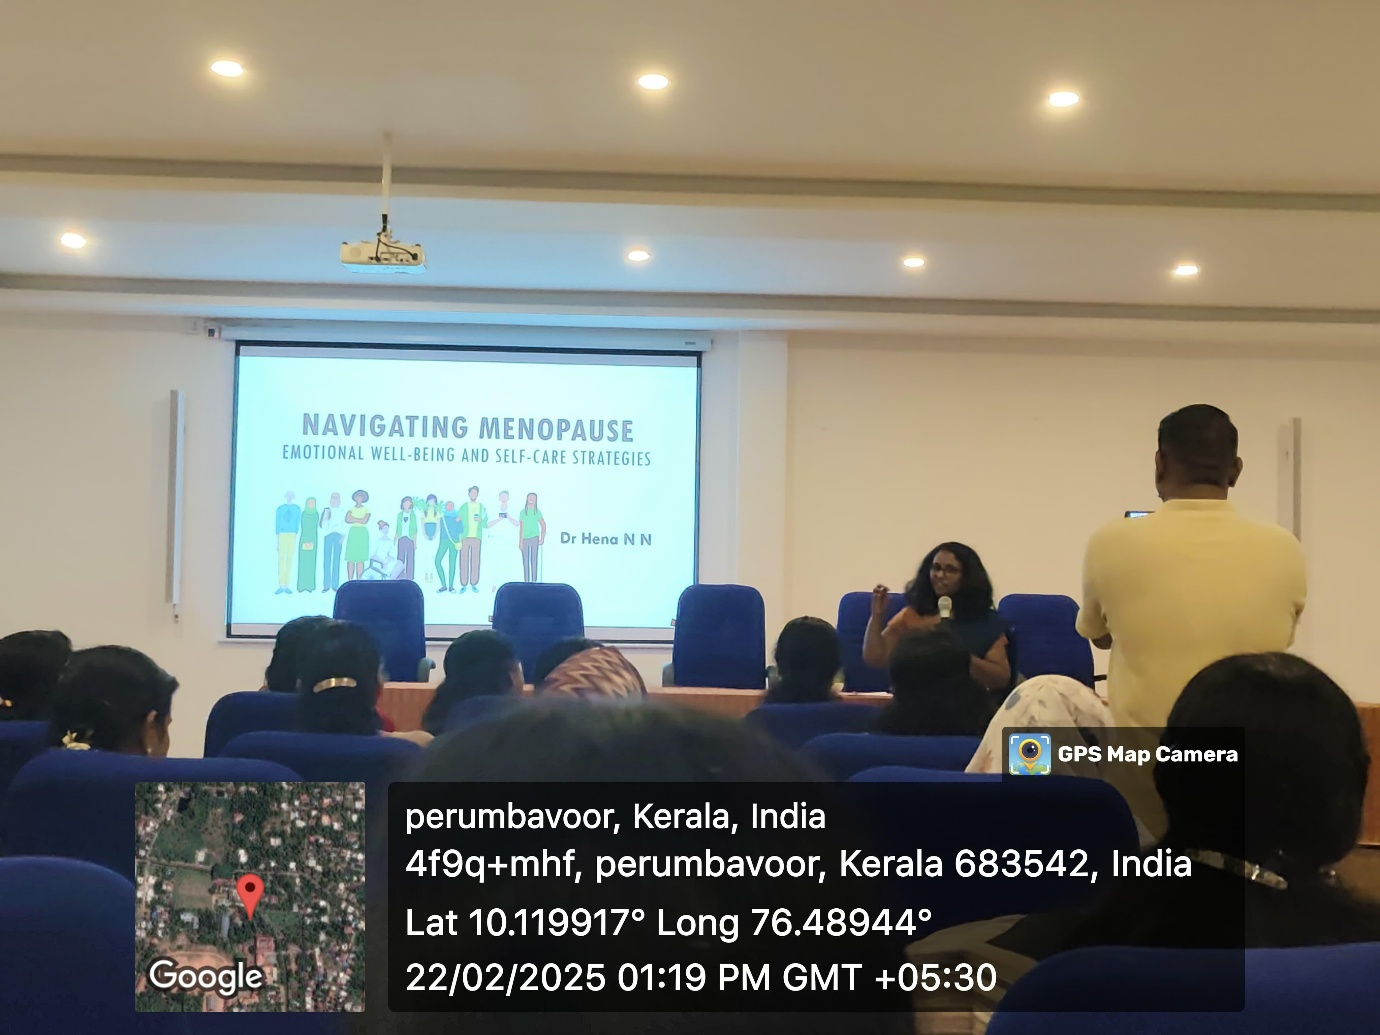 NAVIGATING MENOPAUSE
EMOTIONAL WELL-BEING AND SELF-CARE STRATEGIES
Dr Hena N N
GPS Map Camera
perumbavoor, Kerala, India
4f9q+mhf, perumbavoor, Kerala 683542, India
Lat 10.119917° Long 76.48944°
22/02/2025 01:19 PM GMT +05:30
Google